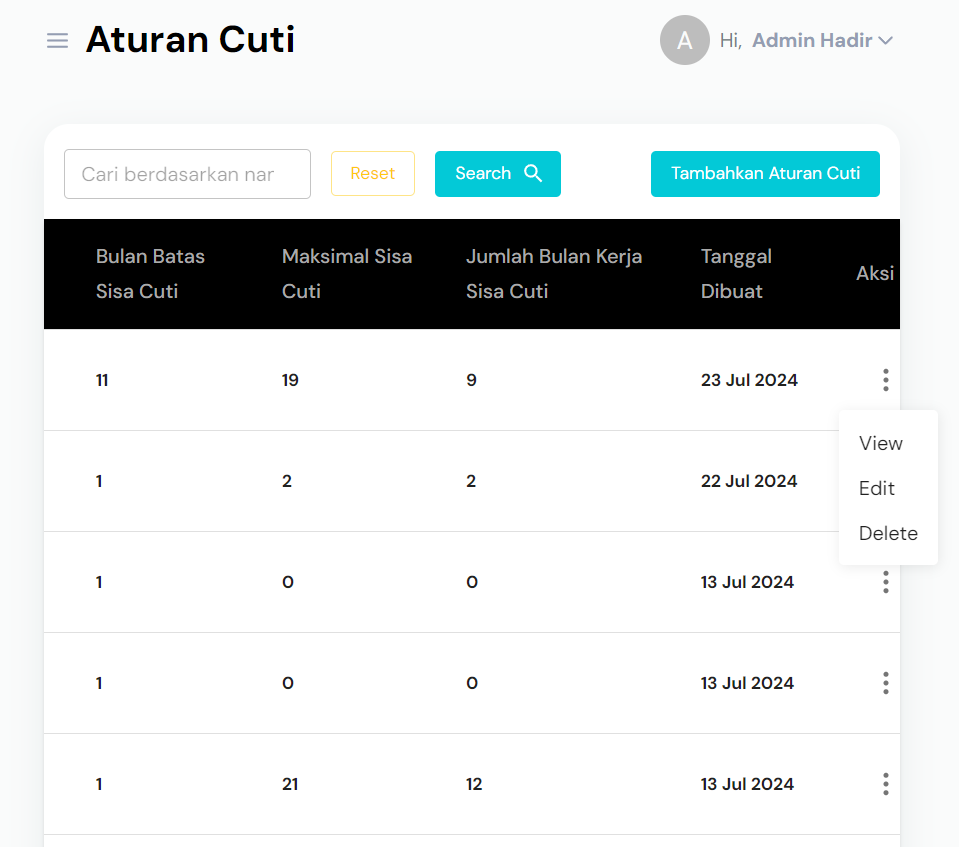 Aturan Cuti
A Hi, Admin Hadir
Cari berdasarkan nar
Reset
Search
Tambahkan Aturan Cuti
Bulan Batas Sisa Cuti
Maksimal Sisa Cuti
Jumlah Bulan Kerja Sisa Cuti
Tanggal Dibuat
Aksi
11 19 9 23 Jul 2024
View
Edit
Delete
1 2 2 22 Jul 2024
1 0 0 13 Jul 2024
1 0 0 13 Jul 2024
1 21 12 13 Jul 2024